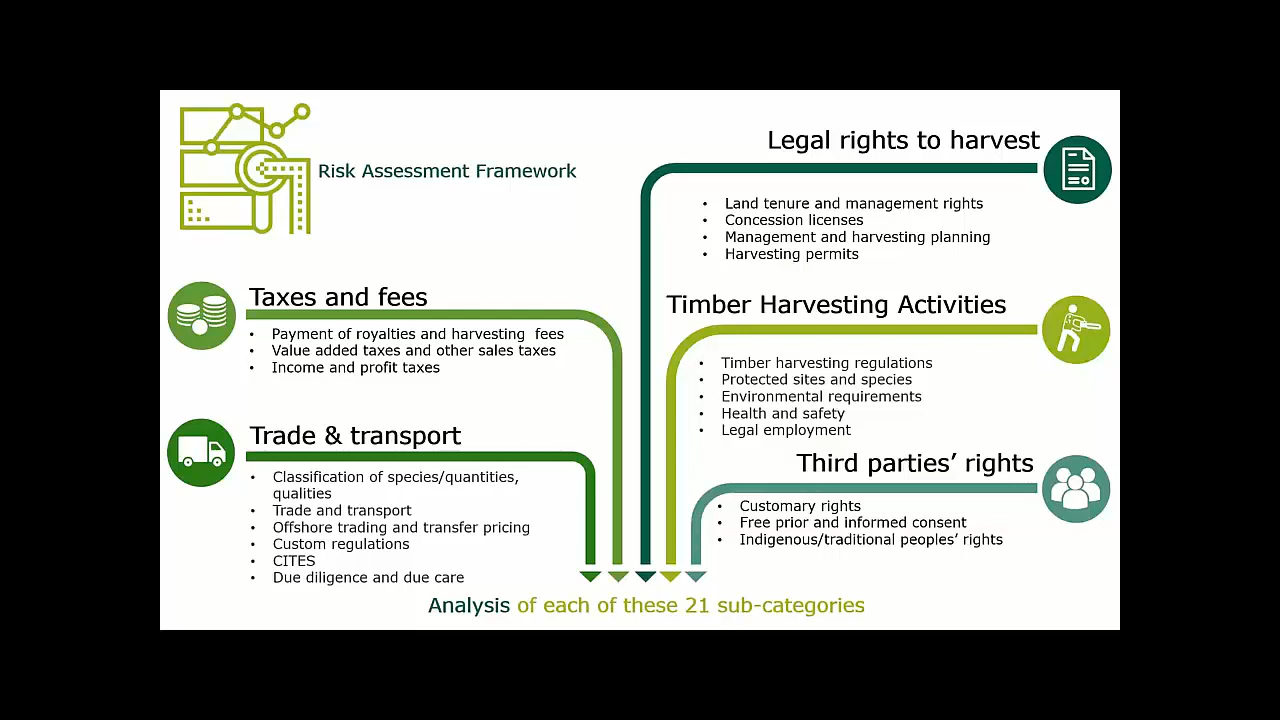 Risk Assessment Framework
Legal rights to harvest
• Land tenure and management rights
• Concession licenses
• Management and harvesting planning
• Harvesting permits
Taxes and fees
• Payment of royalties and harvesting fees
• Value added taxes and other sales taxes
• Income and profit taxes
Timber Harvesting Activities
• Timber harvesting regulations
• Protected sites and species
• Environmental requirements
• Health and safety
• Legal employment
Trade & transport
• Classification of species/quantities,
qualities
• Trade and transport
• Offshore trading and transfer pricing
• Custom regulations
• CITES
• Due diligence and due care
Third parties’ rights
• Customary rights
• Free prior and informed consent
• Indigenous/traditional peoples’ rights
Analysis of each of these 21 sub-categories